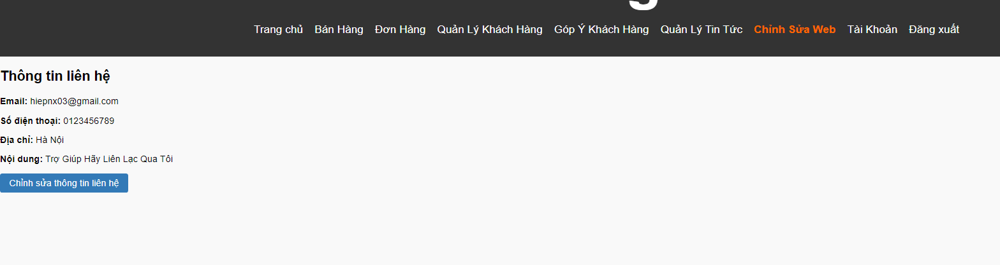 Trang chủ Bán Hàng Đơn Hàng Quản Lý Khách Hàng Góp Ý Khách Hàng Quản Lý Tin Tức Chỉnh Sửa Web Tài Khoản Đăng xuất
Thông tin liên hệ
Email: hiepnx03@gmail.com
Số điện thoại: 0123456789
Địa chỉ: Hà Nội
Nội dung: Trợ Giúp Hãy Liên Lạc Qua Tôi
Chỉnh sửa thông tin liên hệ